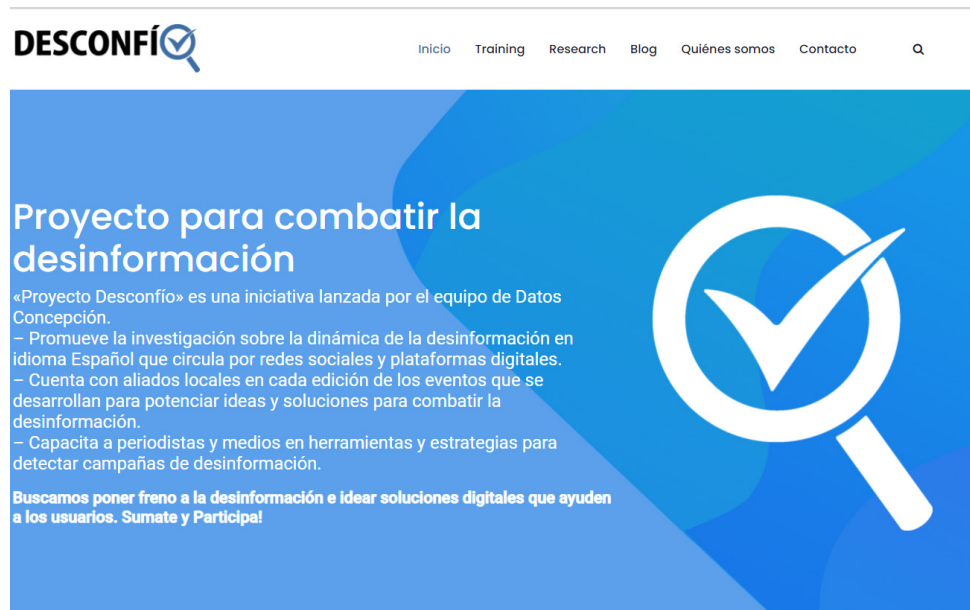 DESCONFÍO
Inicio Training Research Blog Quiénes somos Contacto
Proyecto para combatir la
desinformación
«Proyecto Desconfío» es una iniciativa lanzada por el equipo de Datos
Concepción.
– Promueve la investigación sobre la dinámica de la desinformación en
idioma Español que circula por redes sociales y plataformas digitales.
– Cuenta con aliados locales en cada edición de los eventos que se
desarrollan para potenciar ideas y soluciones para combatir la
desinformación.
– Capacita a periodistas y medios en herramientas y estrategias para
detectar campañas de desinformación.
Buscamos poner freno a la desinformación e idear soluciones digitales que ayuden
a los usuarios. Sumate y Participa!